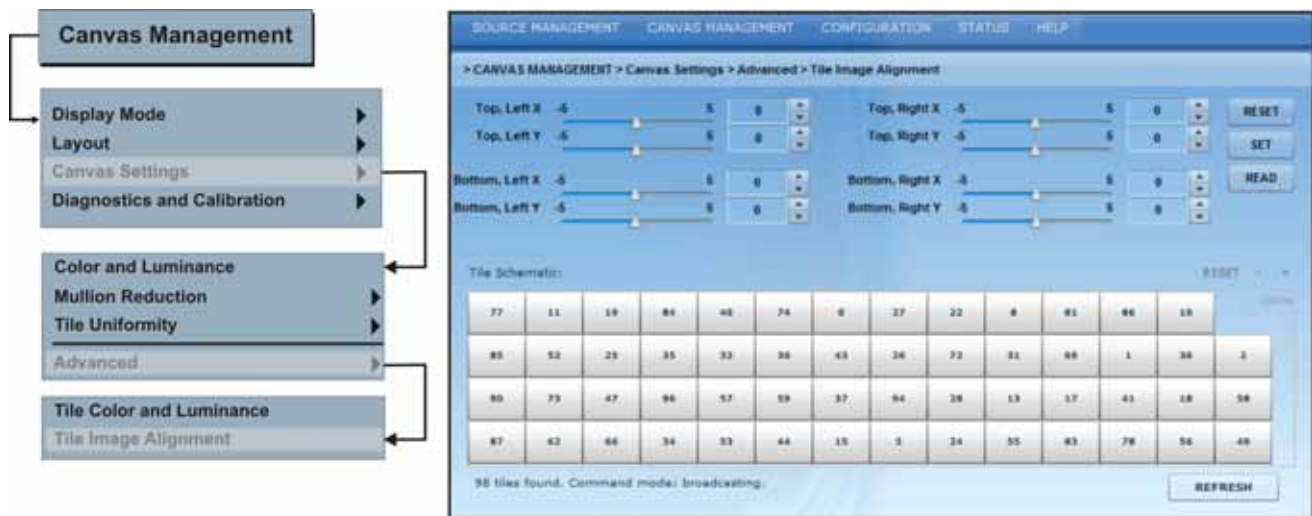 Canvas Management
Display Mode
Layout
Canvas Settings
Diagnostics and Calibration
Color and Luminance
Mullion Reduction
Tile Uniformity
Advanced
Tile Color and Luminance
Tile Image Alignment
SOURCE MANAGEMENT CANVAS MANAGEMENT CONFIGURATION STATUS HELP
> CANVAS MANAGEMENT > Canvas Settings > Advanced > Tile Image Alignment
Top, Left X -5 5 0 Top, Right X -5 5 0 RESET
Top, Left Y -5 5 0 Top, Right Y -5 5 0 SET
Bottom, Left X -5 5 0 Bottom, Right X -5 5 0 READ
Bottom, Left Y -5 5 0 Bottom, Right Y -5 5 0
Tile Schematic: RESET
77 11 19 84 40 74 27 22 81 86
85 52 25 35 32 36 43 26 72 31 1 2
90 73 47 96 57 59 37 94 28 13 17 41 18 58
87 62 66 34 53 44 15 5 24 55 83 78 56 49
98 tiles found. Command mode: broadcasting.
REFRESH